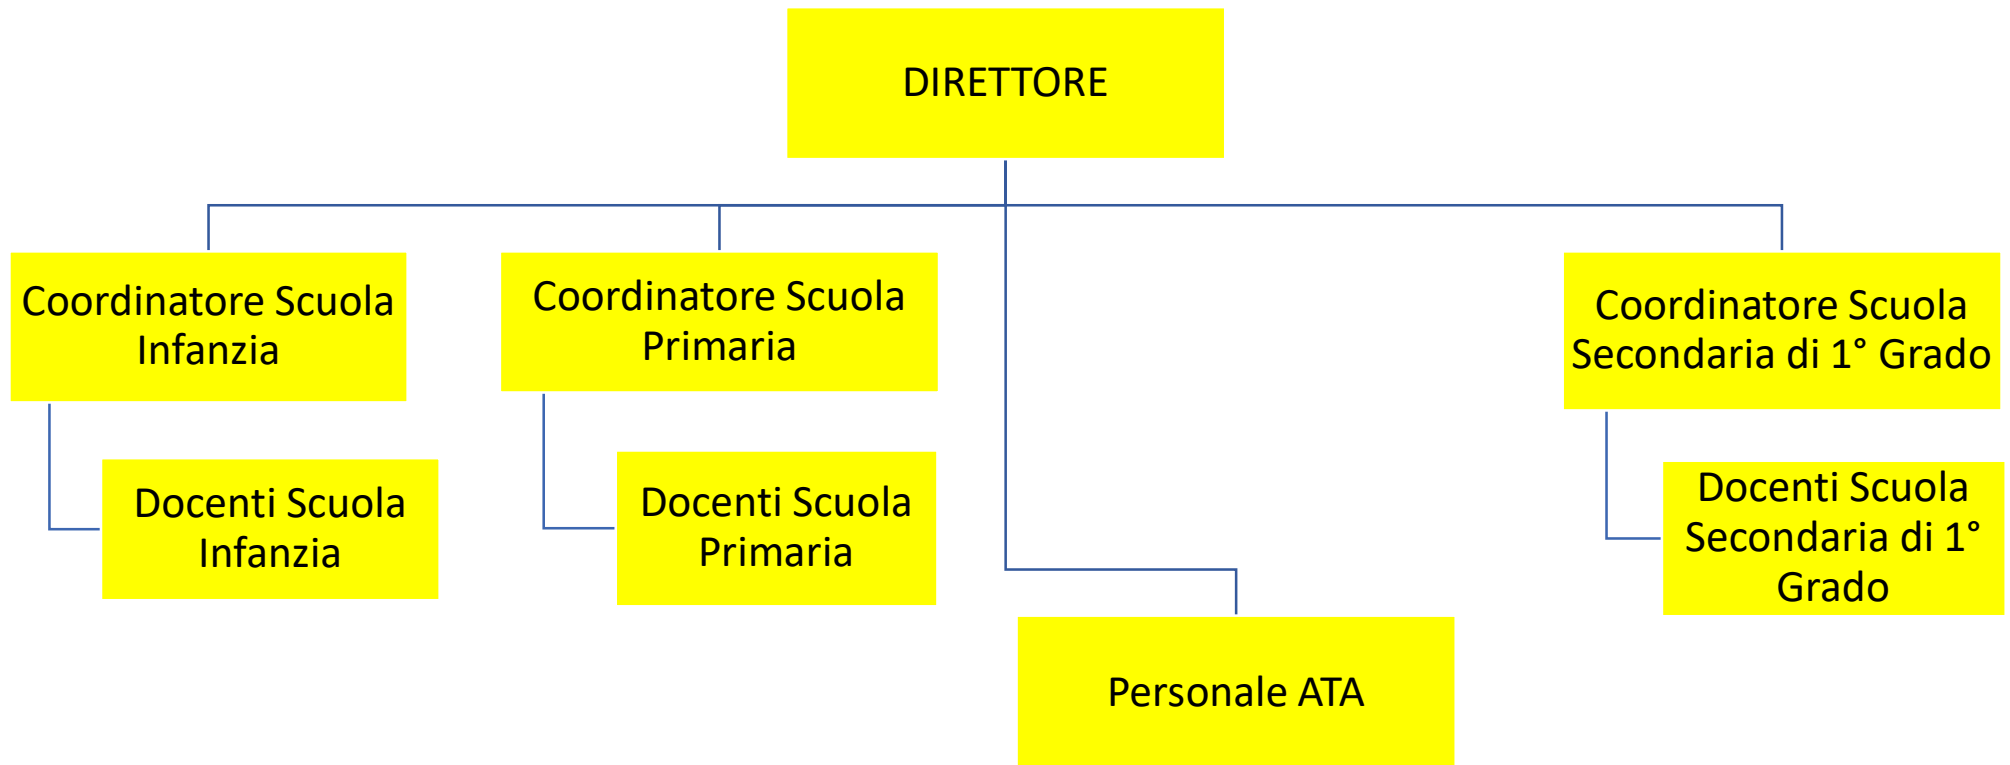 DIRETTORE
Coordinatore Scuola
Infanzia
Coordinatore Scuola
Primaria
Coordinatore Scuola
Secondaria di 1° Grado
Docenti Scuola
Infanzia
Docenti Scuola
Primaria
Docenti Scuola
Secondaria di 1°
Grado
Personale ATA